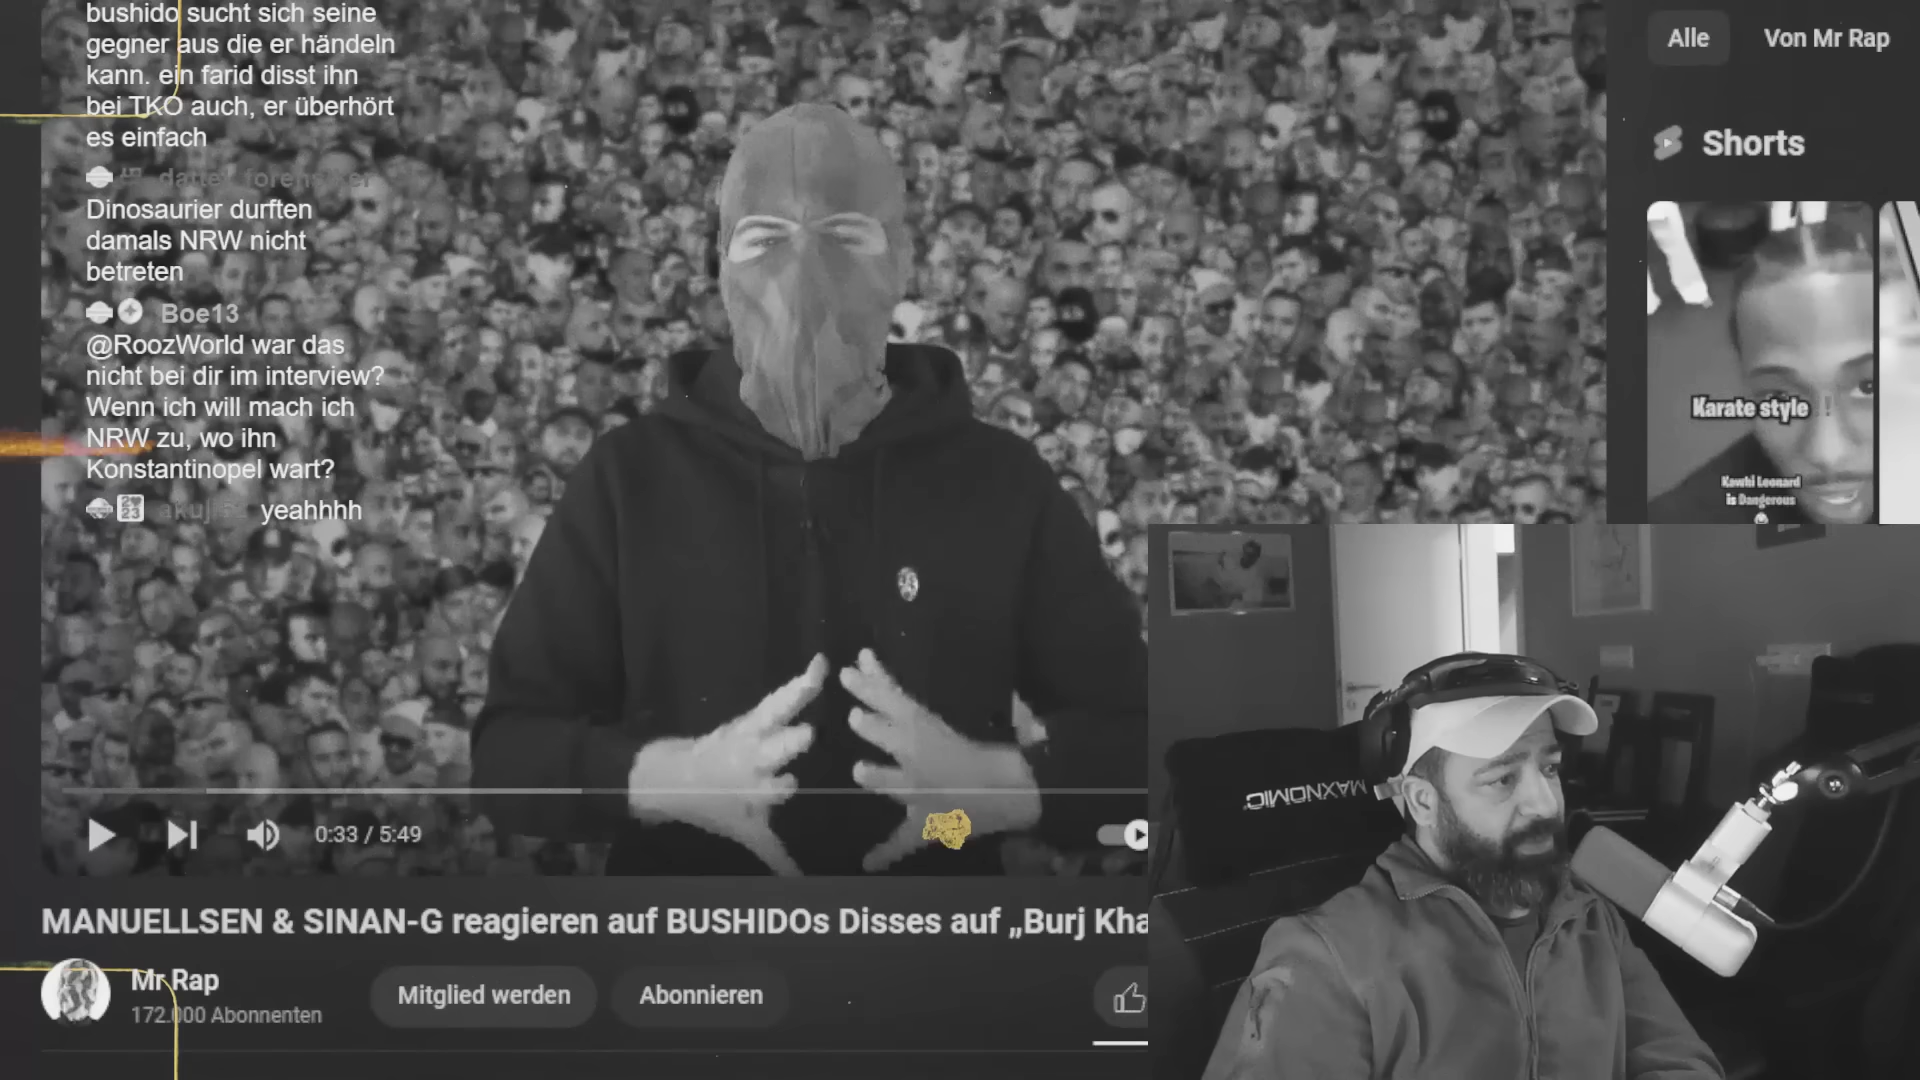 bushido sucht sich seine
gegner aus die er händeln
kann. ein farid disst ihn
bei TKO auch, er überhört
es einfach
Dinosaurier durften
damals NRW nicht
betreten
Boe13
@RoozWorld war das
nicht bei dir im interview?
Wenn ich will mach ich
NRW zu, wo ihn
Konstantinopel wart?
yeahhhh
0:33 / 5:49
MANUELLSEN & SINAN-G reagieren auf BUSHIDOs Disses auf „Burj Kha
Mr Rap
172.000 Abonnenten
Mitglied werden
Abonnieren
Alle
Von Mr Rap
Shorts
Karate style
Kawhi Leonard
is Dangerous
MAXNOMIC